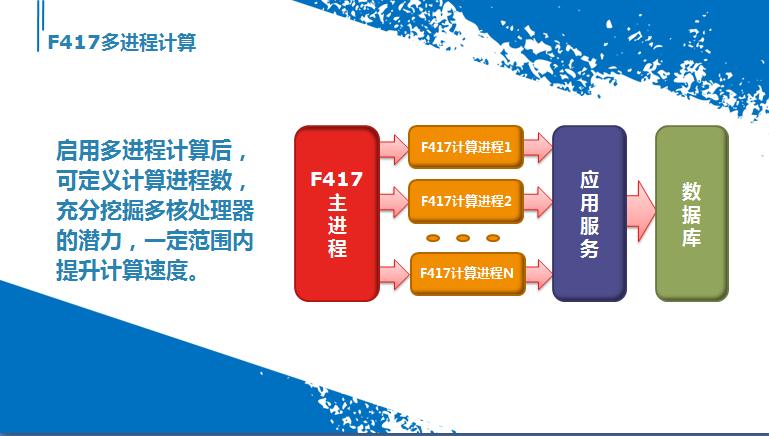 F417多进程计算
启用多进程计算后，
可定义计算进程数，
充分挖掘多核处理器
的潜力，一定范围内
提升计算速度。
F417
主
进
程
F417计算进程1
F417计算进程2
F417计算进程N
应
用
服
务
数
据
库